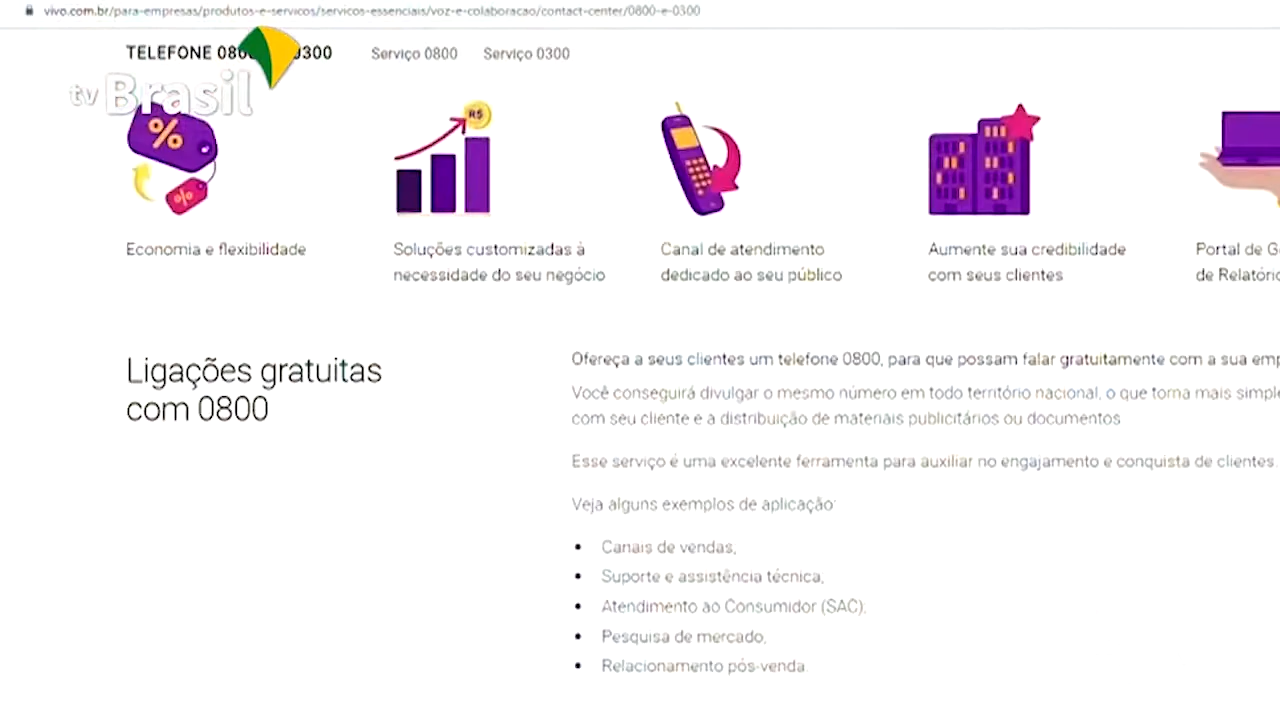 vivo.com.br/para-empresas/produtos-e-servicos/servicos-essenciais/voz-e-colaboracao/contact-center/0800-e-0300
TELEFONE 0800 0300 Serviço 0800 Serviço 0300
tv Brasil
%
%
R$
Economia e flexibilidade
Soluções customizadas à
necessidade do seu negócio
Canal de atendimento
dedicado ao seu público
Aumente sua credibilidade
com seus clientes
Portal de
de
Ligações gratuitas
com 0800
Ofereça a seus clientes um telefone 0800, para que possam falar gratuitamente com a sua
Você conseguirá divulgar o mesmo número em todo território nacional, o que torna mais
com seu cliente e a distribuição de materiais publicitários ou documentos
Esse serviço é uma excelente ferramenta para auxiliar no engajamento e conquista de clientes.
Veja alguns exemplos de aplicação:
• Canais de vendas;
• Suporte e assistência técnica;
• Atendimento ao Consumidor (SAC);
• Pesquisa de mercado;
• Relacionamento pós-venda.